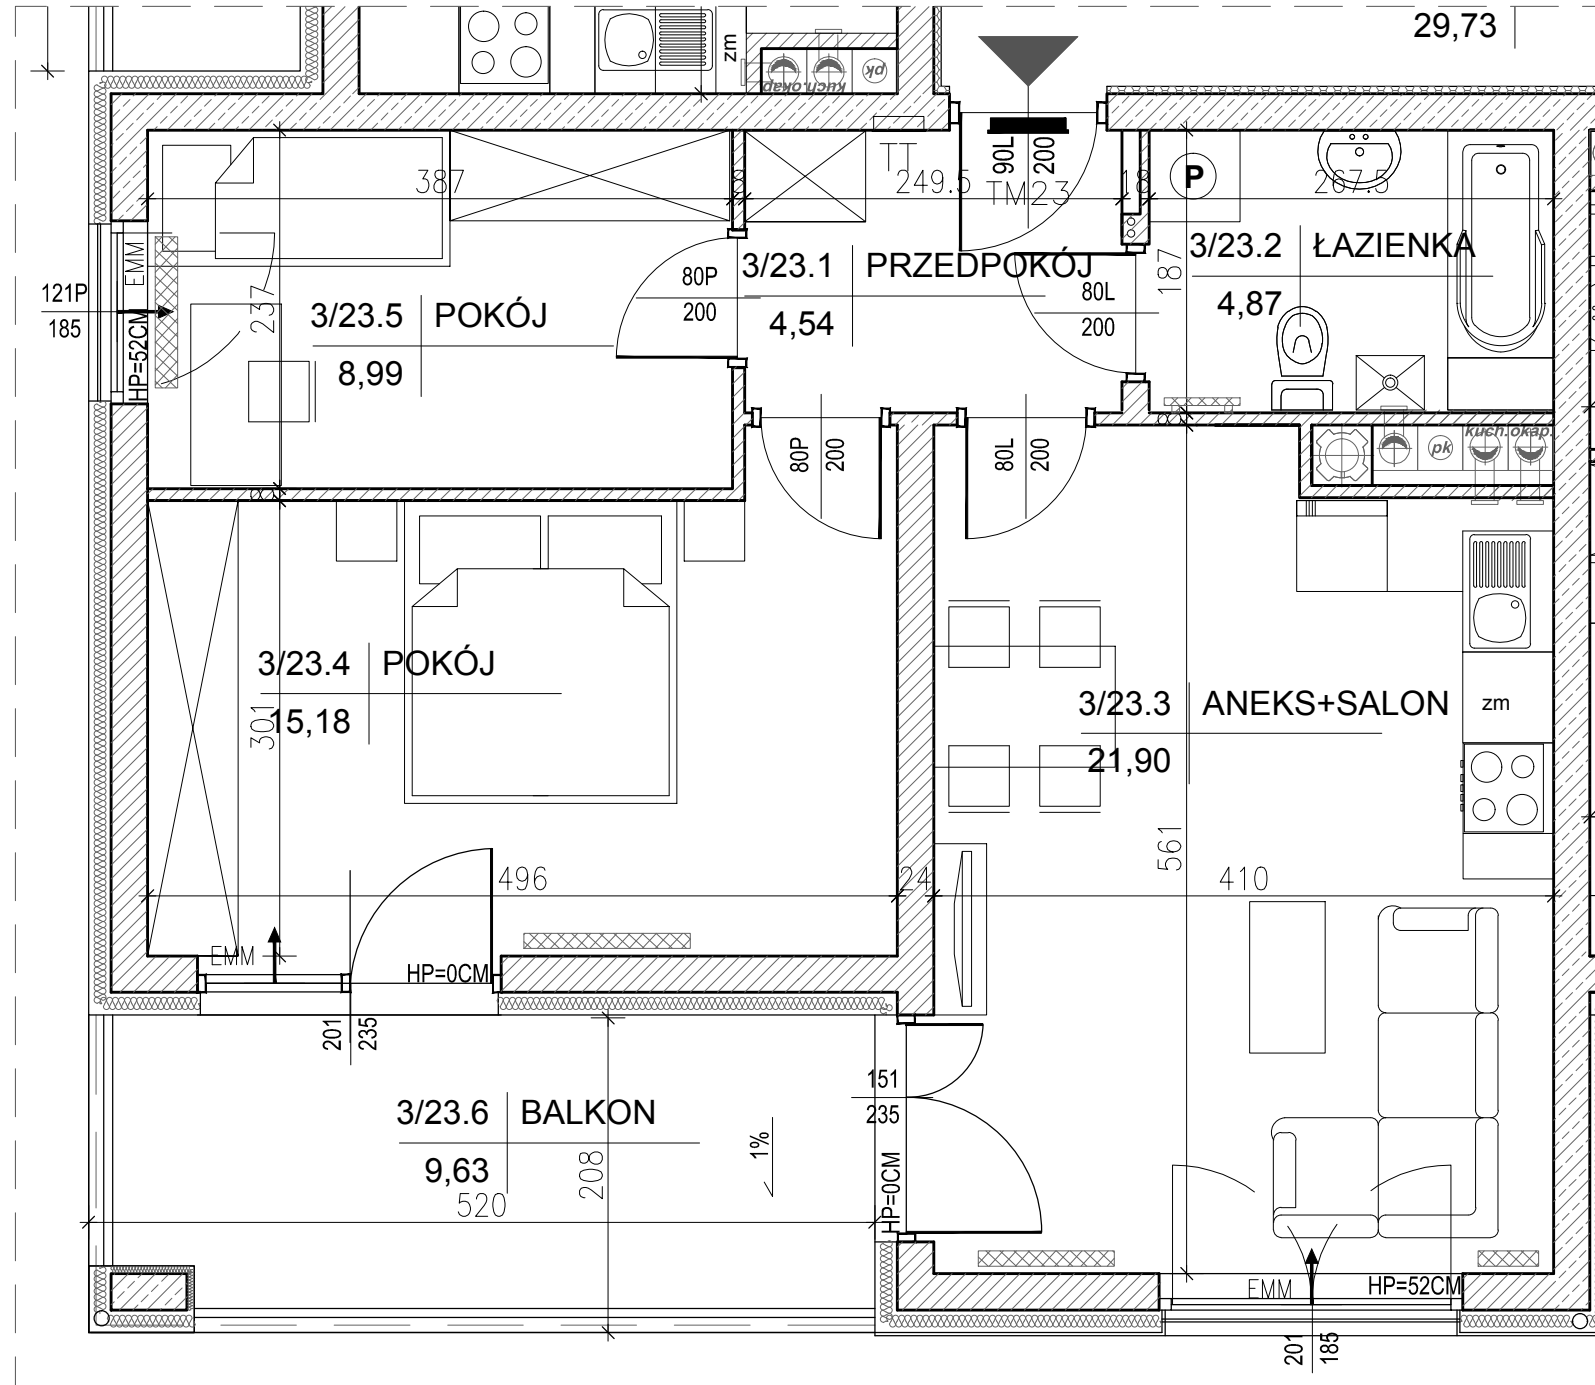 29,73
zm
kuch.okap
pk
387
8
TT
249.5
TM23
90L
200
18
P
267.5
EMM
121P
185
HP=52CM
237
3/23.5 POKÓJ
8,99
80P
200
3/23.1 PRZEDPOKÓJ
4,54
80L
200
187
3/23.2 ŁAZIENKA
4,87
8
80P
200
80L
200
8
pk
kuch.okap.
3/23.4 POKÓJ
15,18
301
3/23.3 ANEKS+SALON
21,90
zm
561
496
24
410
EMM
HP=0CM
201
235
151
235
HP=0CM
3/23.6 BALKON
9,63
520
208
1%
EMM
HP=52CM
201
185